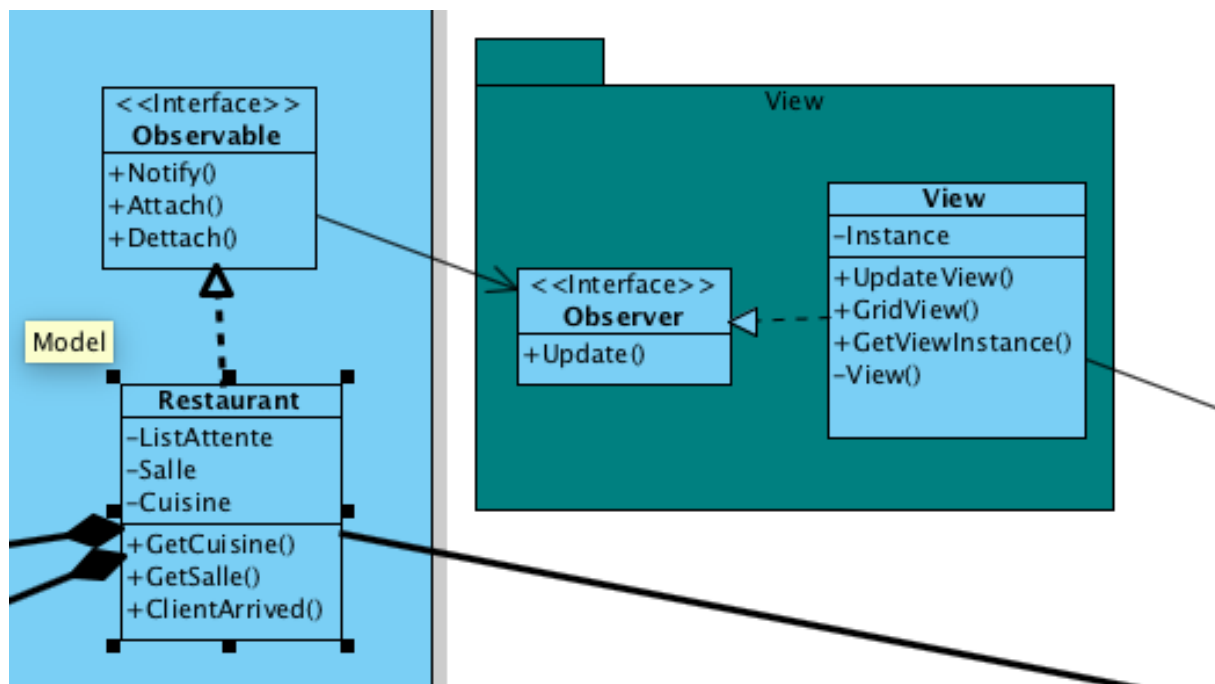 <<Interface>>
Observable
+Notify()
+Attach()
+Dettach()
Model
Restaurant
-ListAttente
-Salle
-Cuisine
+GetCuisine()
+GetSalle()
+ClientArrived()
View
<<Interface>>
Observer
+Update()
View
-Instance
+UpdateView()
+GridView()
+GetViewInstance()
-View()